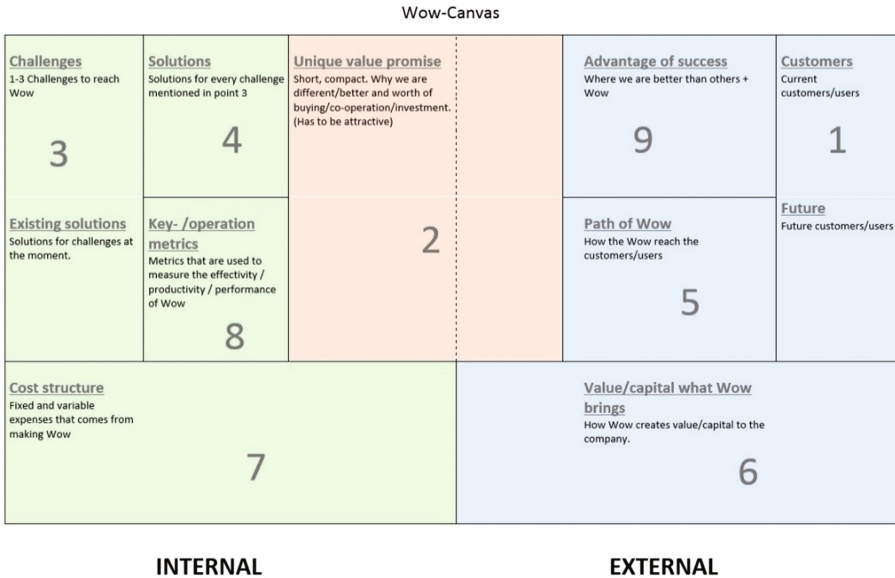 Wow-Canvas
Challenges
1-3 Challenges to reach
Wow
3
Solutions
Solutions for every challenge
mentioned in point 3
4
Unique value promise
Short, compact. Why we are
different/better and worth of
buying/co-operation/investment.
(Has to be attractive)
2
Advantage of success
Where we are better than others +
Wow
9
Customers
Current
customers/users
1
Existing solutions
Solutions for challenges at
the moment.
Key- /operation
metrics
Metrics that are used to
measure the effectivity /
productivity / performance
of Wow
8
Path of Wow
How the Wow reach the
customers/users
5
Future
Future customers/users
Cost structure
Fixed and variable
expenses that comes from
making Wow
7
Value/capital what Wow
brings
How Wow creates value/capital to the
company.
6
INTERNAL
EXTERNAL